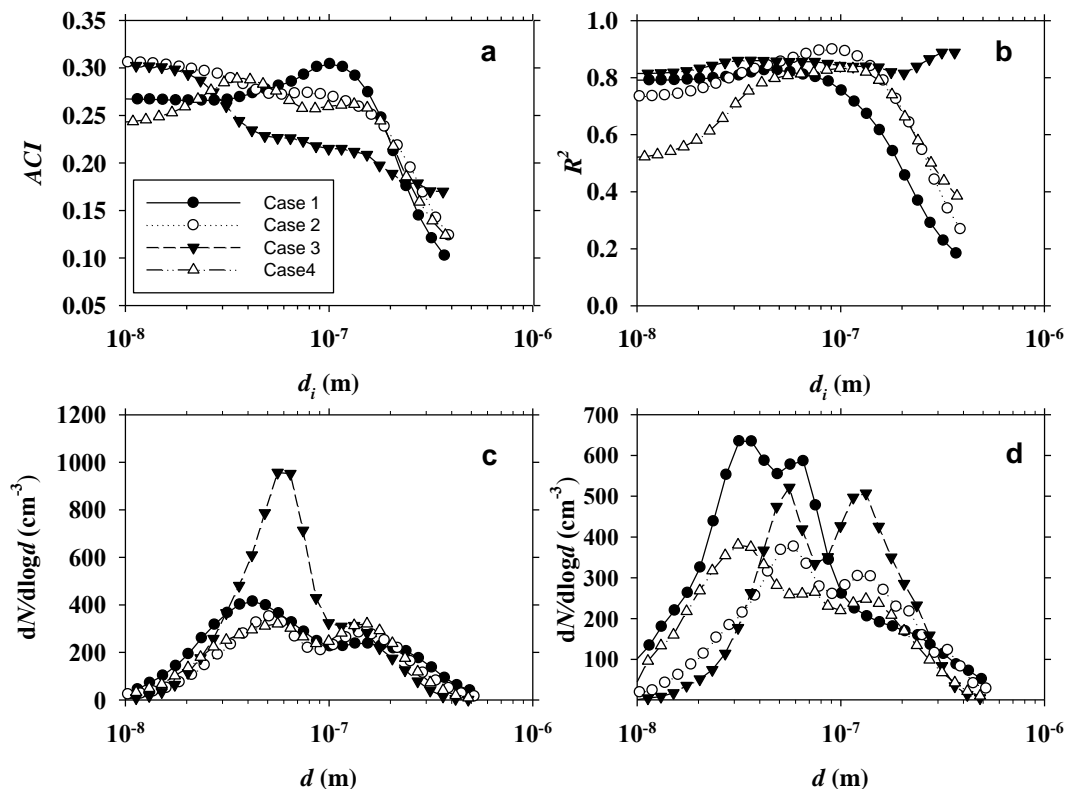 a
ACI
0.35
0.30
0.25
0.20
0.15
0.10
0.05
Case 1
Case 2
Case 3
Case4
10-8 10-7 10-6
di (m)
b
R2
1.0
0.8
0.6
0.4
0.2
0.0
10-8 10-7 10-6
di (m)
c
dN/dlogd (cm-3)
1200
1000
800
600
400
200
0
10-8 10-7 10-6
d (m)
d
dN/dlogd (cm-3)
700
600
500
400
300
200
100
10-8 10-7 10-6
d (m)